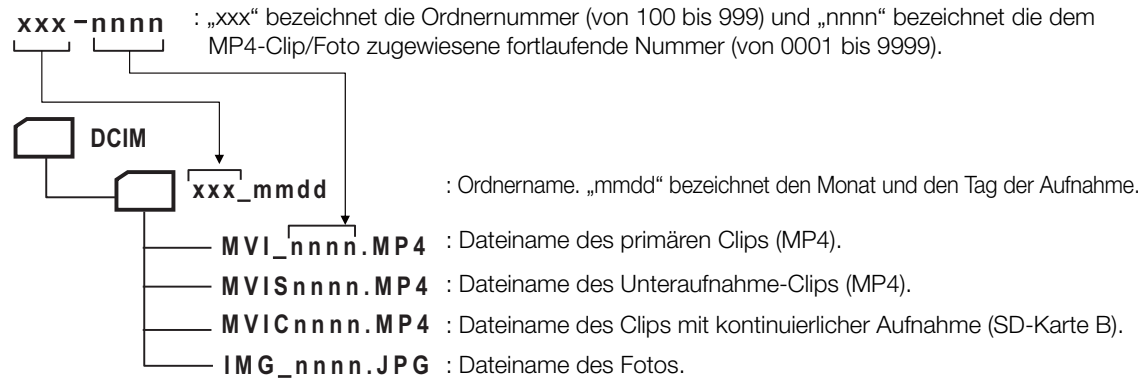 xxx-nnnn : „xxx“ bezeichnet die Ordnernummer (von 100 bis 999) und „nnnn“ bezeichnet die dem
MP4-Clip/Foto zugewiesene fortlaufende Nummer (von 0001 bis 9999).
DCIM
xxx_mmdd : Ordnername. „mmdd“ bezeichnet den Monat und den Tag der Aufnahme.
MVI_nnnn.MP4 : Dateiname des primären Clips (MP4).
MVISnnnn.MP4 : Dateiname des Unteraufnahme-Clips (MP4).
MVICnnnn.MP4 : Dateiname des Clips mit kontinuierlicher Aufnahme (SD-Karte B).
IMG_nnnn.JPG : Dateiname des Fotos.